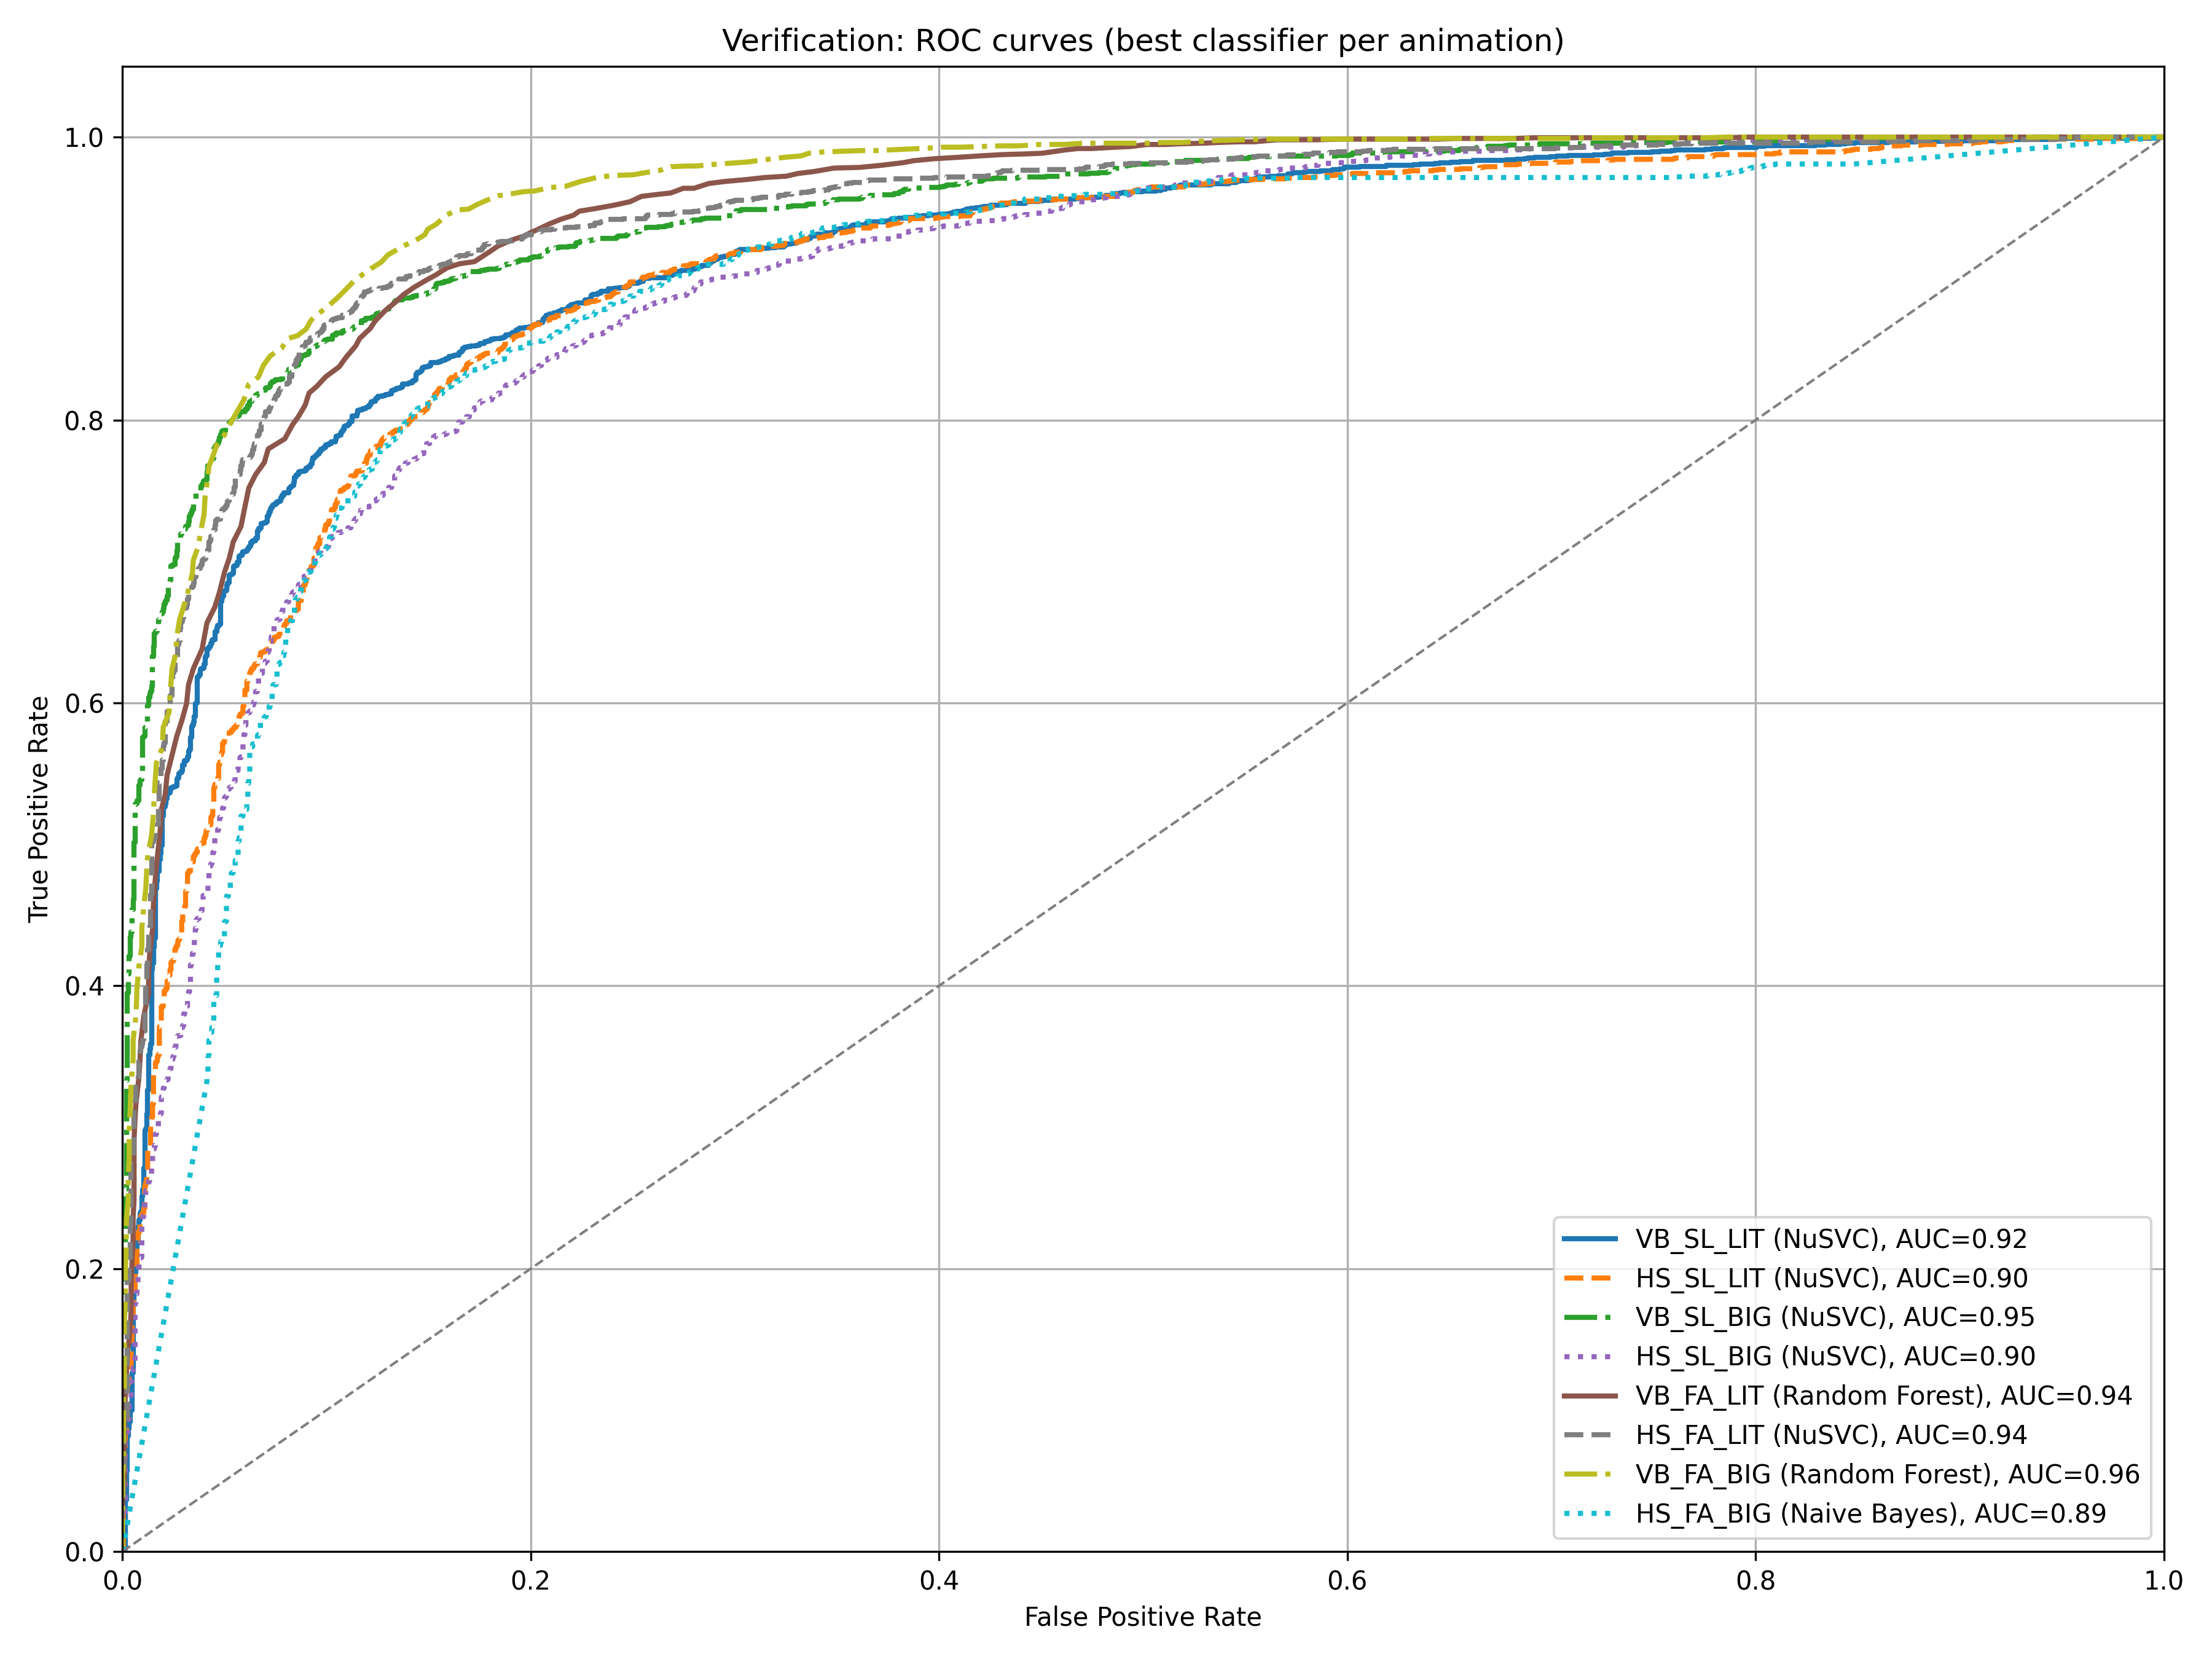 Verification: ROC curves (best classifier per animation)
1.0
0.8
0.6
0.4
0.2
0.0
True Positive Rate
0.0 0.2 0.4 0.6 0.8 1.0
False Positive Rate
VB_SL_LIT (NuSVC), AUC=0.92
HS_SL_LIT (NuSVC), AUC=0.90
VB_SL_BIG (NuSVC), AUC=0.95
HS_SL_BIG (NuSVC), AUC=0.90
VB_FA_LIT (Random Forest), AUC=0.94
HS_FA_LIT (NuSVC), AUC=0.94
VB_FA_BIG (Random Forest), AUC=0.96
HS_FA_BIG (Naive Bayes), AUC=0.89